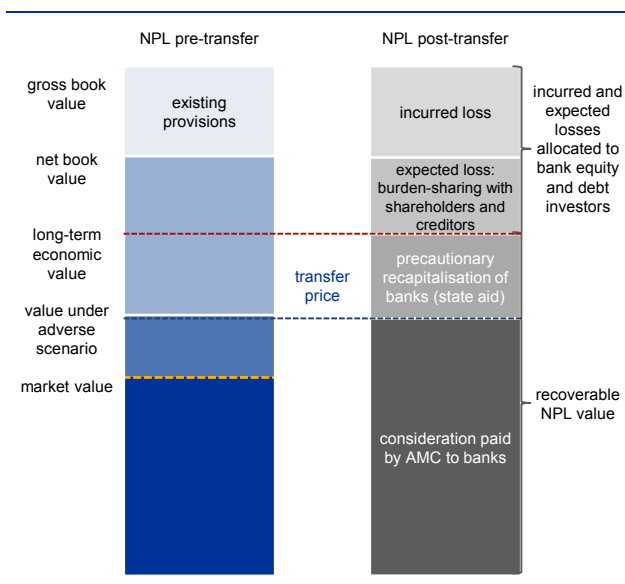 NPL pre-transfer
NPL post-transfer
gross book
value
existing
provisions
incurred loss
incurred and
expected
losses
allocated to
bank equity
and debt
investors
net book
value
expected loss:
burden-sharing with
shareholders and
creditors
long-term
economic
value
transfer
price
precautionary
recapitalisation of
banks (state aid)
value under
adverse
scenario
market value
recoverable
NPL value
consideration paid
by AMC to banks